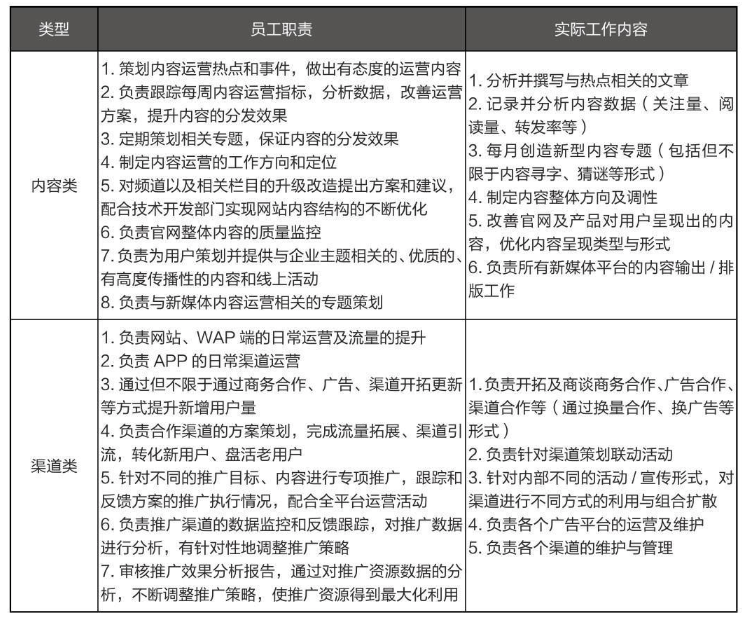 类型
员工职责
实际工作内容
内容类
1. 策划内容运营热点和事件，做出有态度的运营内容
2. 负责跟踪每周内容运营指标，分析数据，改善运营
方案，提升内容的分发效果
3. 定期策划相关专题，保证内容的分发效果
4. 制定内容运营的工作方向和定位
5. 对频道以及相关栏目的升级改造提出方案和建议，
配合技术开发部门实现网站内容结构的不断优化
6. 负责官网整体内容的质量监控
7. 负责为用户策划并提供与企业主题相关的、优质的、
有高度传播性的内容和线上活动
8. 负责与新媒体内容运营相关的专题策划
1. 分析并撰写与热点相关的文章
2. 记录并分析内容数据（关注量、阅
读量、转发率等）
3. 每月创造新型内容专题（包括但不
限于内容寻字、猜谜等形式）
4. 制定内容整体方向及调性
5. 改善官网及产品对用户呈现出的内
容，优化内容呈现类型与形式
6. 负责所有新媒体平台的内容输出 / 排
版工作
渠道类
1. 负责网站、WAP 端的日常运营及流量的提升
2. 负责 APP 的日常渠道运营
3. 通过但不限于通过商务合作、广告、渠道开拓更新
等方式提升新增用户量
4. 负责合作渠道的方案策划，完成流量拓展、渠道引
流，转化新用户、盘活老用户
5. 针对不同的推广目标、内容进行专项推广，跟踪和
反馈方案的推广执行情况，配合全平台运营活动
6. 负责推广渠道的数据监控和反馈跟踪，对推广数据
进行分析，有针对性地调整推广策略
7. 审核推广效果分析报告，通过对推广资源数据的分
析，不断调整推广策略，使推广资源得到最大化利用
1. 负责开拓及商谈商务合作、广告合作、
渠道合作等（通过换量合作、换广告等
形式）
2. 负责针对渠道策划联动活动
3. 针对内部不同的活动 / 宣传形式，对
渠道进行不同方式的利用与组合扩散
4. 负责各个广告平台的运营及维护
5. 负责各个渠道的维护与管理